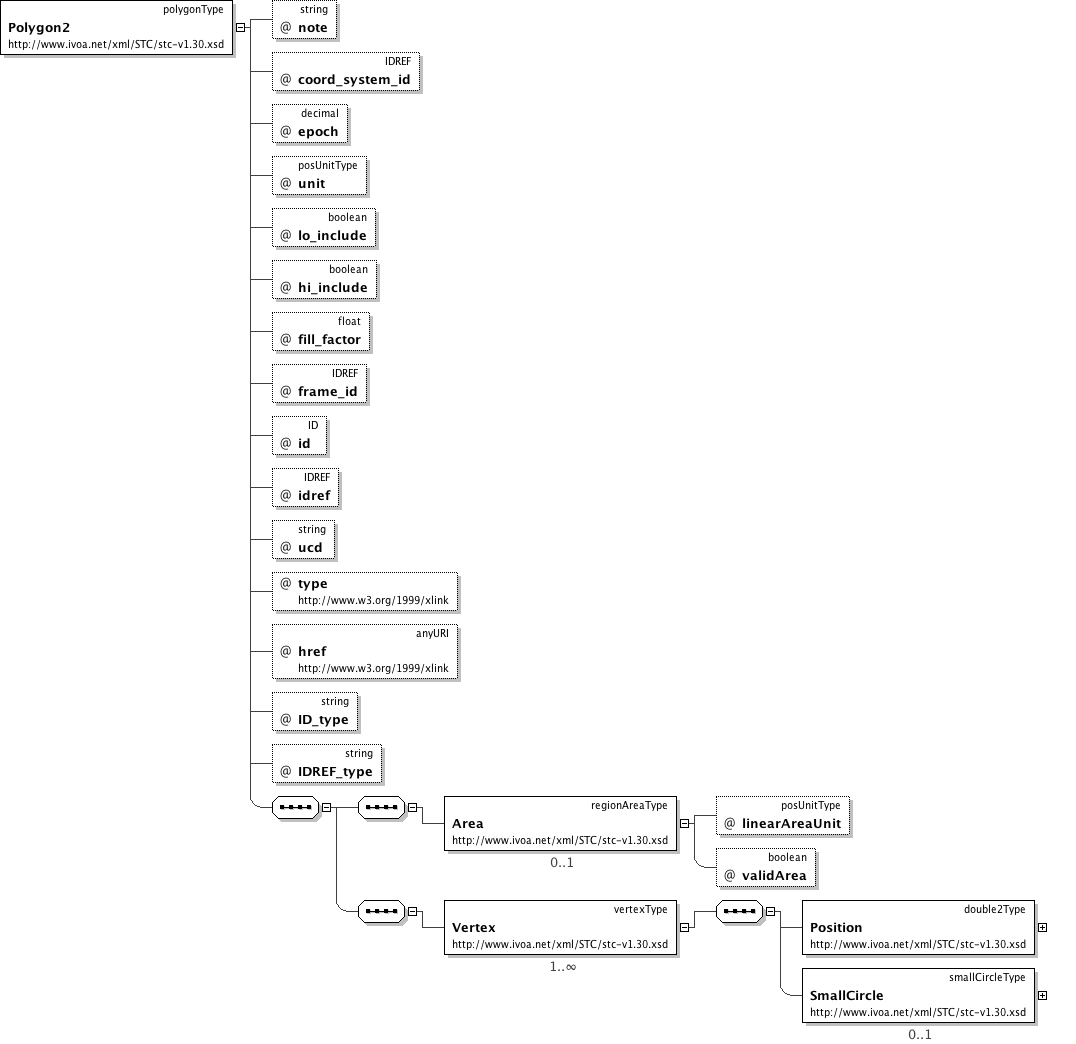 polygonType
Polygon2
http://www.ivoa.net/xml/STC/stc-v1.30.xsd
string
@ note
IDREF
@ coord_system_id
decimal
@ epoch
posUnitType
@ unit
boolean
@ lo_include
boolean
@ hi_include
float
@ fill_factor
IDREF
@ frame_id
ID
@ id
IDREF
@ idref
string
@ ucd
@ type
http://www.w3.org/1999/xlink
anyURI
@ href
http://www.w3.org/1999/xlink
string
@ ID_type
string
@ IDREF_type
regionAreaType
Area
http://www.ivoa.net/xml/STC/stc-v1.30.xsd
0..1
posUnitType
@ linearAreaUnit
boolean
@ validArea
vertexType
Vertex
http://www.ivoa.net/xml/STC/stc-v1.30.xsd
1..∞
double2Type
Position
http://www.ivoa.net/xml/STC/stc-v1.30.xsd
smallCircleType
SmallCircle
http://www.ivoa.net/xml/STC/stc-v1.30.xsd
0..1